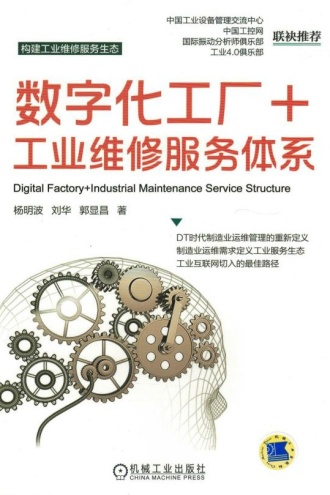 构建工业维修服务生态
中国工业设备管理交流中心
中国工控网
国际振动分析师俱乐部
工业4.0俱乐部
联袂推荐
数字化工厂+
工业维修服务体系
Digital Factory+Industrial Maintenance Service Structure
杨明波 刘华 郭显昌 著
DT时代制造业运维管理的重新定义
制造业运维需求定义工业服务生态
工业互联网切入的最佳路径
机械工业出版社
CHINA MACHINE PRESS